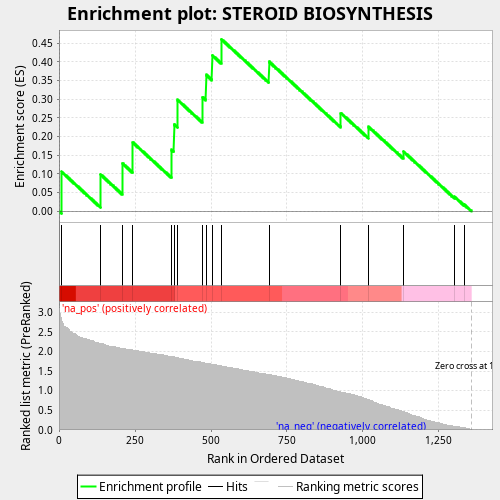 Enrichment plot: STEROID BIOSYNTHESIS
Enrichment score (ES)
0.45
0.40
0.35
0.30
0.25
0.20
0.15
0.10
0.05
0.00
'na_pos' (positively correlated)
Ranked list metric (PreRanked)
3.0
2.5
2.0
1.5
1.0
0.5
0.0
Zero cross at 1
'na_neg' (negatively correlated)
0 250 500 750 1,000 1,250
Rank in Ordered Dataset
Enrichment profile Hits Ranking metric scores